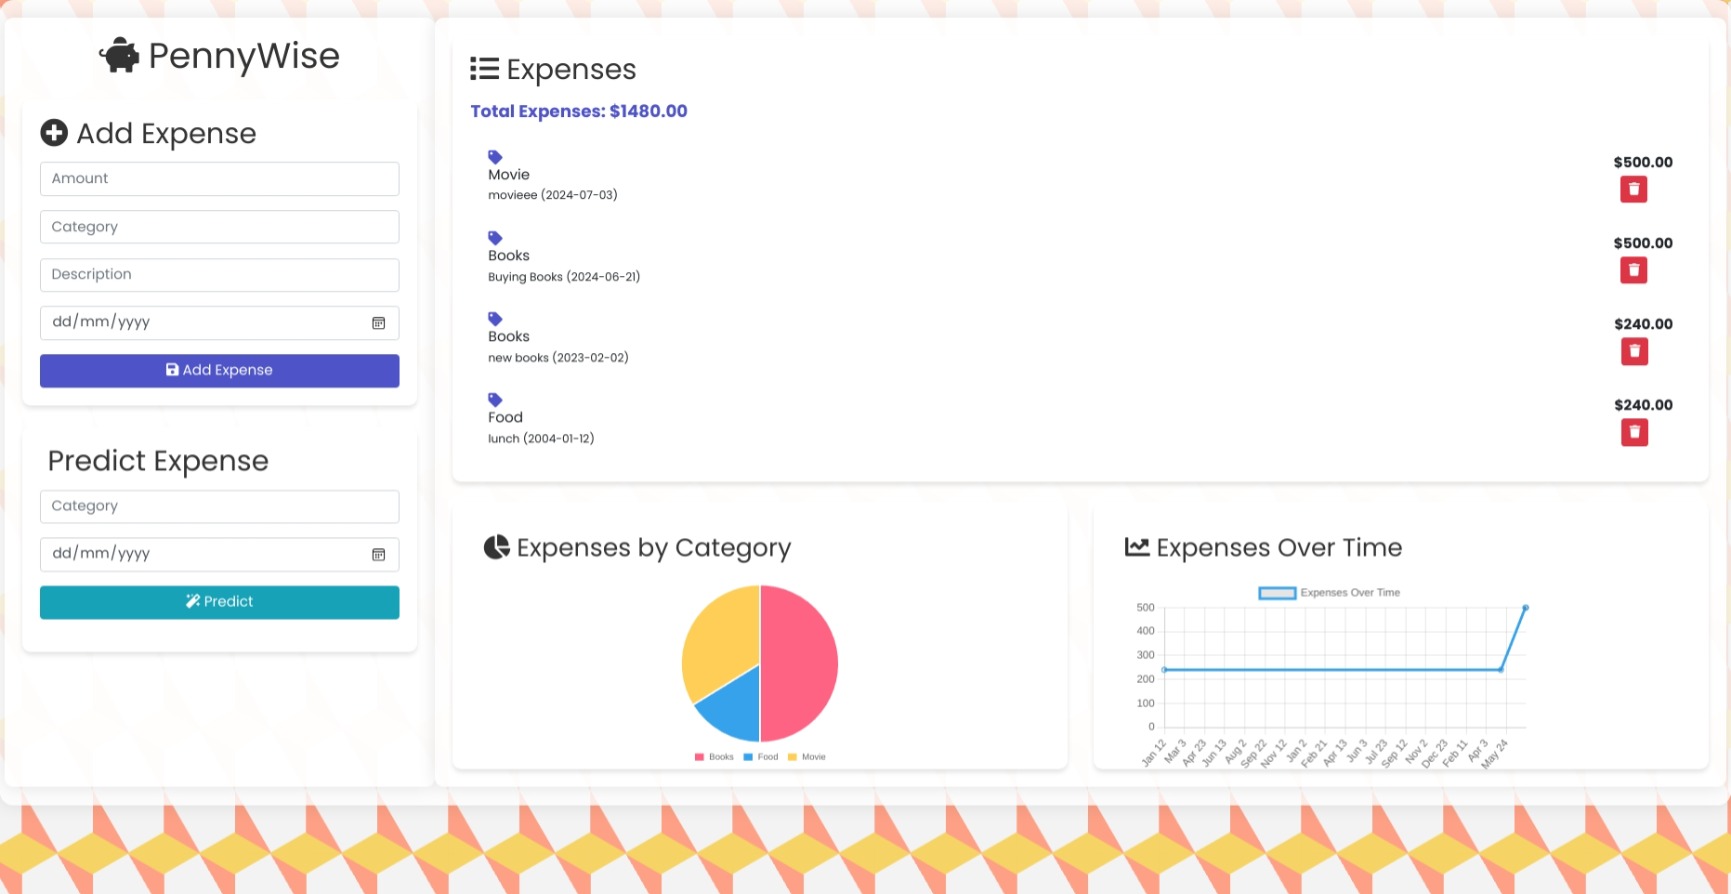 PennyWise
Add Expense
Amount
Category
Description
dd/mm/yyyy
Add Expense
Predict Expense
Category
dd/mm/yyyy
Predict
Expenses
Total Expenses: $1480.00
Movie
movieee (2024-07-03)
$500.00
Books
Buying Books (2024-06-21)
$500.00
Books
new books (2023-02-02)
$240.00
Food
lunch (2004-01-12)
$240.00
Expenses by Category
Books Food Movie
Expenses Over Time
Expenses Over Time
500
400
300
200
100
0
Jan 12
Mar 3
Apr 23
Jun 13
Aug 2
Sep 22
Nov 12
Jan 2
Feb 21
Apr 13
Jun 3
Jul 23
Sep 12
Nov 2
Dec 23
Feb 11
Apr 3
May 24